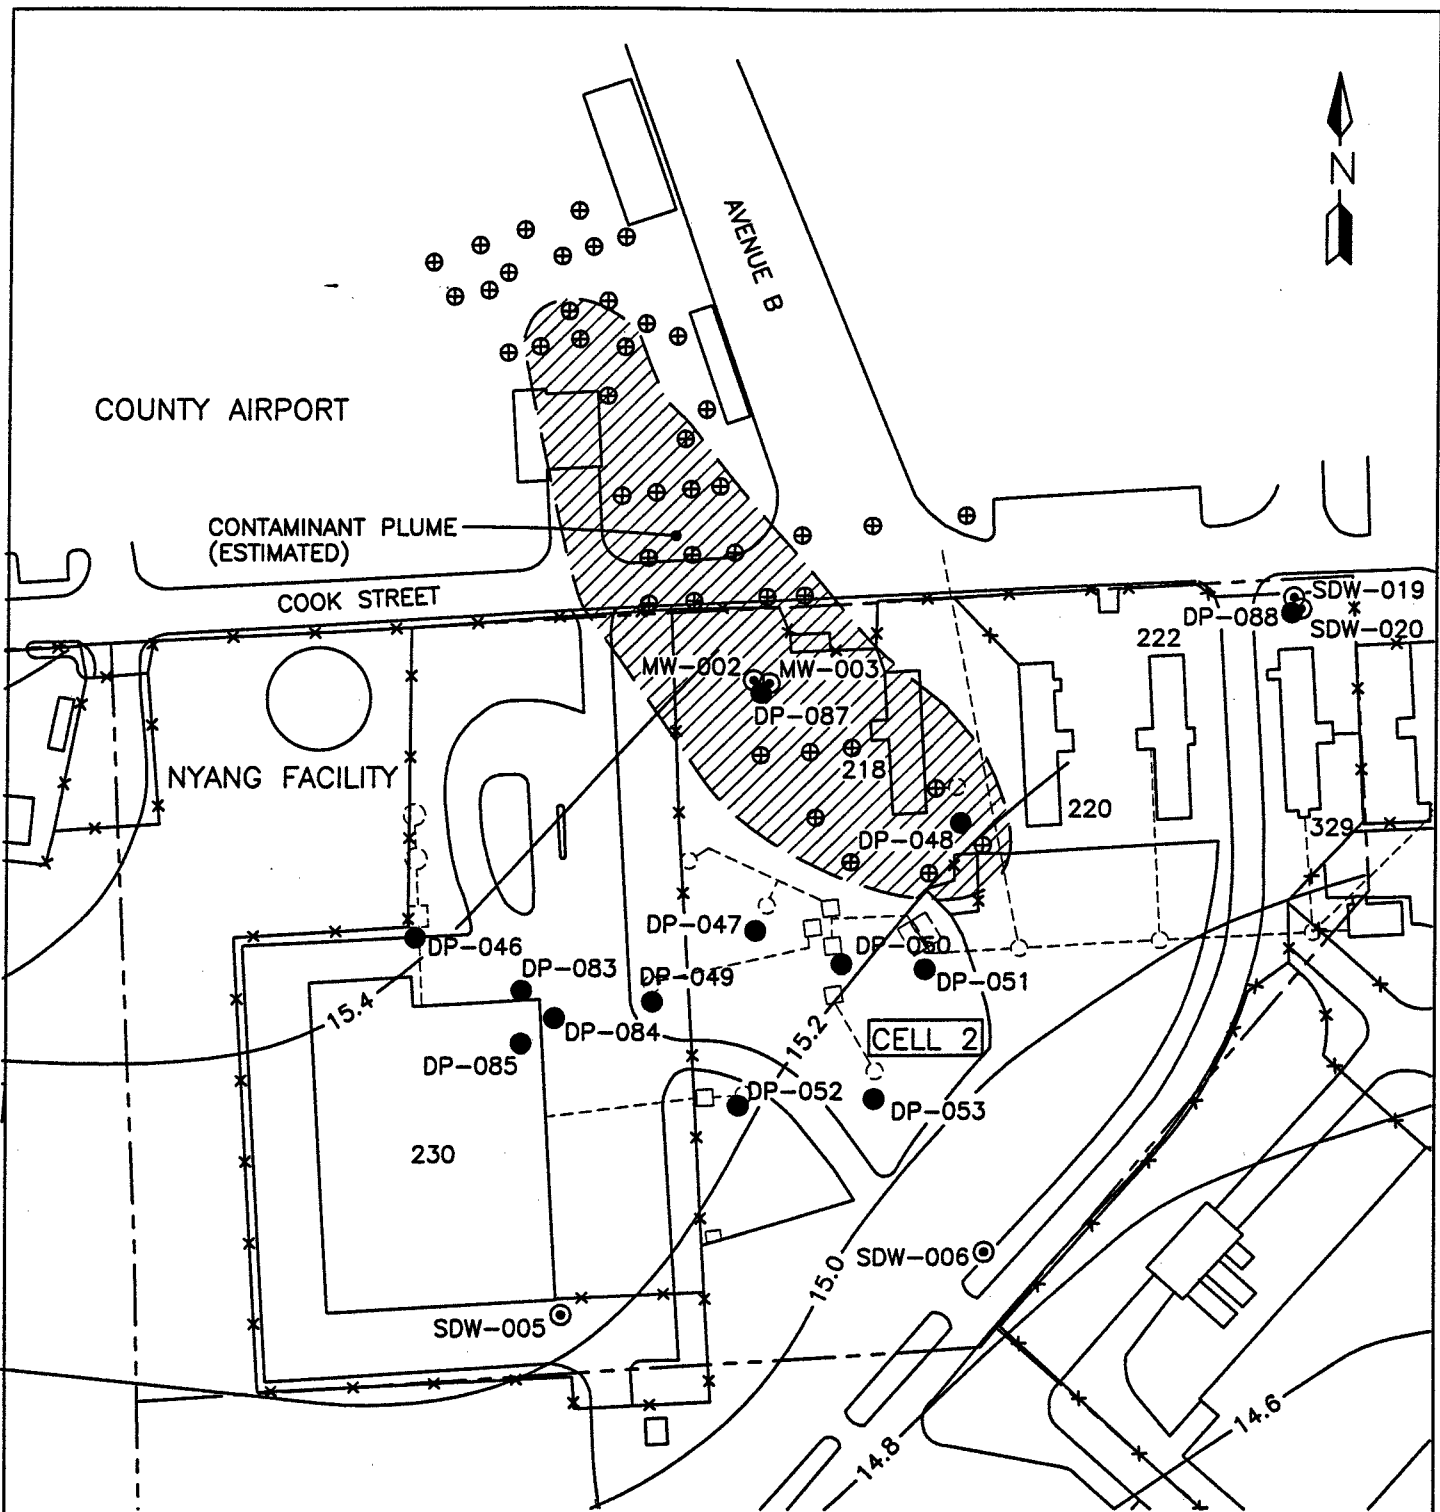 N
AVENUE B
COUNTY AIRPORT
CONTAMINANT PLUME
(ESTIMATED)
COOK STREET
SDW-019
DP-088
SDW-020
222
MW-002
MW-003
DP-087
NYANG FACILITY
218
220
DP-048
329
DP-047
DP-046
DP-050
DP-083
DP-049
DP-051
15.4
DP-084
15.2
CELL 2
DP-085
DP-052
DP-053
230
SDW-006
15.0
SDW-005
14.6
14.8